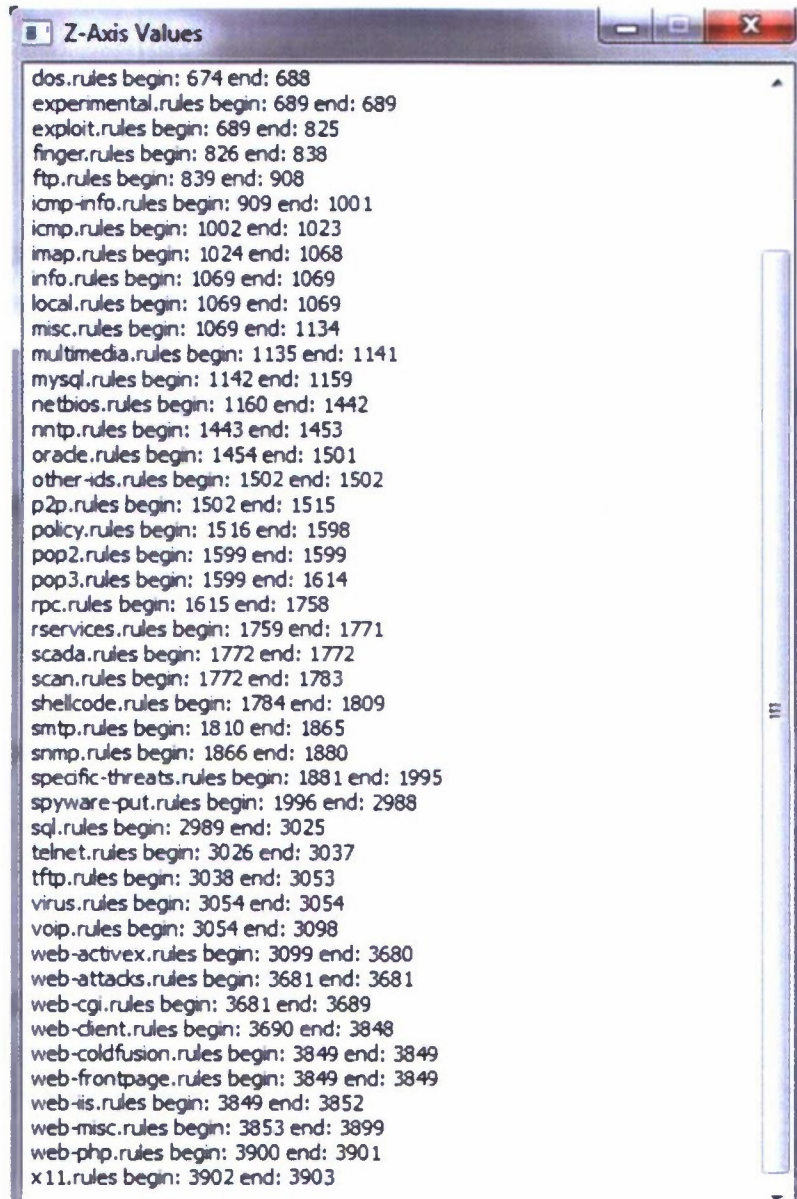 Z-Axis Values
dos.rules begin: 674 end: 688
experimental.rules begin: 689 end: 689
exploit.rules begin: 689 end: 825
finger.rules begin: 826 end: 838
ftp.rules begin: 839 end: 908
icmp-info.rules begin: 909 end: 1001
icmp.rules begin: 1002 end: 1023
imap.rules begin: 1024 end: 1068
info.rules begin: 1069 end: 1069
local.rules begin: 1069 end: 1069
misc.rules begin: 1069 end: 1134
multimedia.rules begin: 1135 end: 1141
mysql.rules begin: 1142 end: 1159
netbios.rules begin: 1160 end: 1442
nntp.rules begin: 1443 end: 1453
oracle.rules begin: 1454 end: 1501
other-ids.rules begin: 1502 end: 1502
p2p.rules begin: 1502 end: 1515
policy.rules begin: 1516 end: 1598
pop2.rules begin: 1599 end: 1599
pop3.rules begin: 1599 end: 1614
rpc.rules begin: 1615 end: 1758
rservices.rules begin: 1759 end: 1771
scada.rules begin: 1772 end: 1772
scan.rules begin: 1772 end: 1783
shellcode.rules begin: 1784 end: 1809
smtp.rules begin: 1810 end: 1865
snmp.rules begin: 1866 end: 1880
specific-threats.rules begin: 1881 end: 1995
spyware-put.rules begin: 1996 end: 2988
sql.rules begin: 2989 end: 3025
telnet.rules begin: 3026 end: 3037
tftp.rules begin: 3038 end: 3053
virus.rules begin: 3054 end: 3054
voip.rules begin: 3054 end: 3098
web-activex.rules begin: 3099 end: 3680
web-attacks.rules begin: 3681 end: 3681
web-cgi.rules begin: 3681 end: 3689
web-client.rules begin: 3690 end: 3848
web-coldfusion.rules begin: 3849 end: 3849
web-frontpage.rules begin: 3849 end: 3849
web-iis.rules begin: 3849 end: 3852
web-misc.rules begin: 3853 end: 3899
web-php.rules begin: 3900 end: 3901
x11.rules begin: 3902 end: 3903